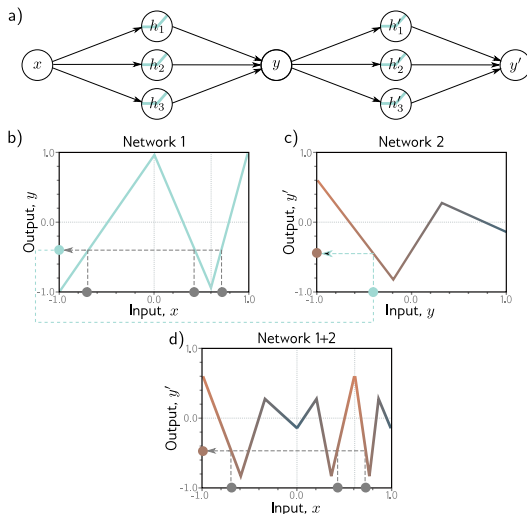 a)
x
h₁
h₂
h₃
y
h′₁
h′₂
h′₃
y′
b)
Network 1
Output, y
1.0
0.0
-1.0
-1.0 0.0 1.0
Input, x
c)
Network 2
Output, y′
1.0
0.0
-1.0
-1.0 0.0 1.0
Input, y
d)
Network 1+2
Output, y′
1.0
0.0
-1.0
-1.0 0.0 1.0
Input, x